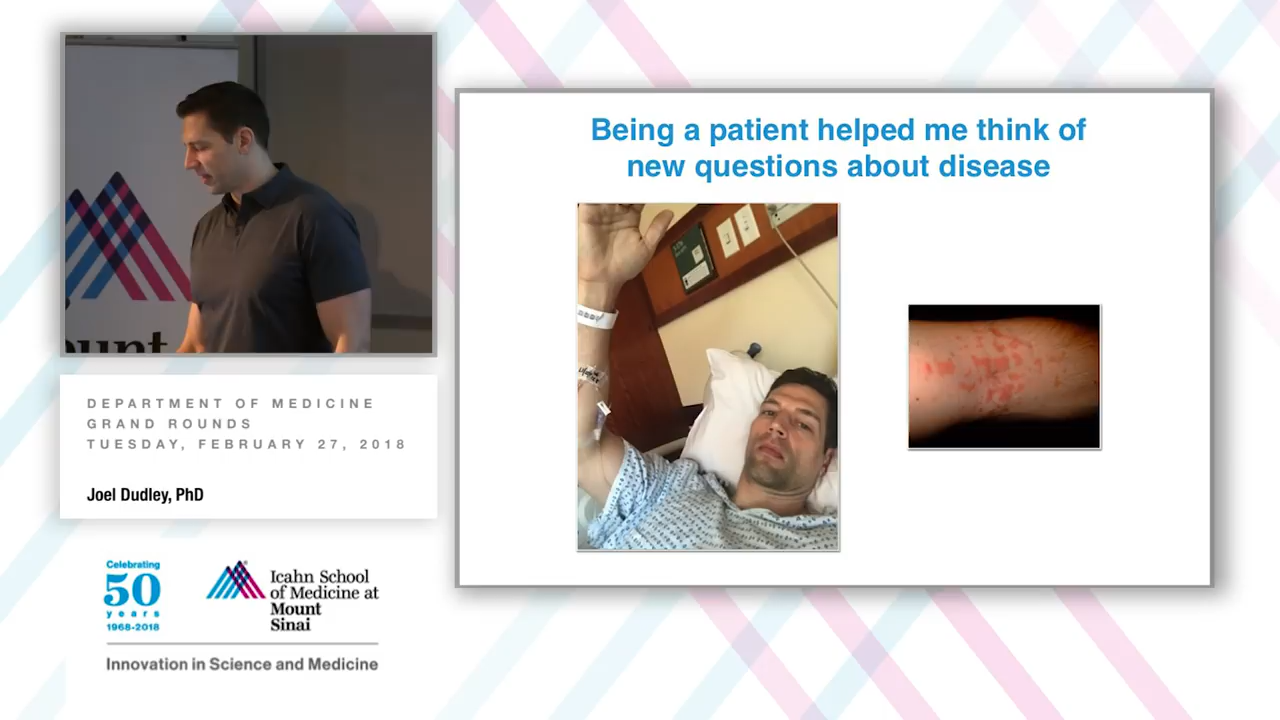 ount
DEPARTMENT OF MEDICINE
GRAND ROUNDS
TUESDAY, FEBRUARY 27, 2018
Joel Dudley, PhD
Celebrating
50
years
1968-2018
Icahn School
of Medicine at
Mount
Sinai
Innovation in Science and Medicine
Being a patient helped me think of
new questions about disease